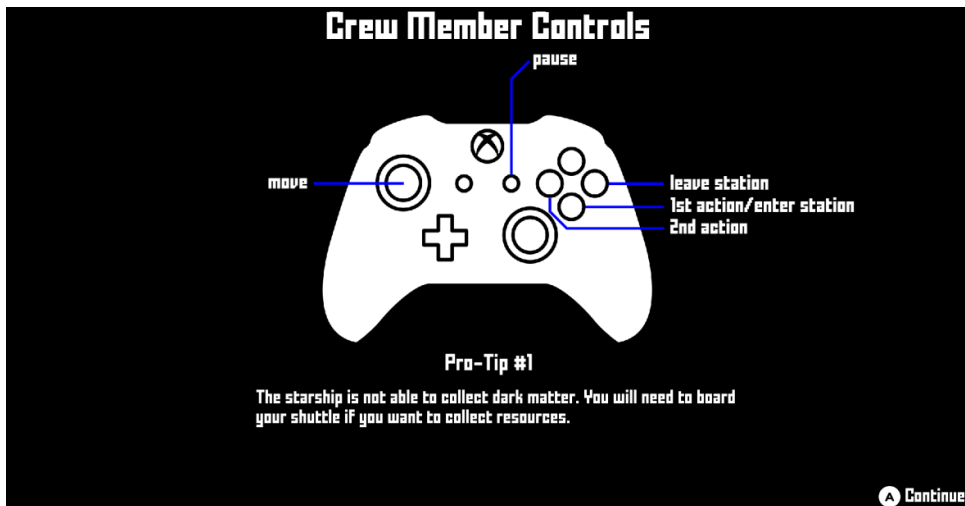 Crew Member Controls
pause
move
leave station
1st action/enter station
2nd action
Pro-Tip #1
The starship is not able to collect dark matter. You will need to board
your shuttle if you want to collect resources.
A Continue